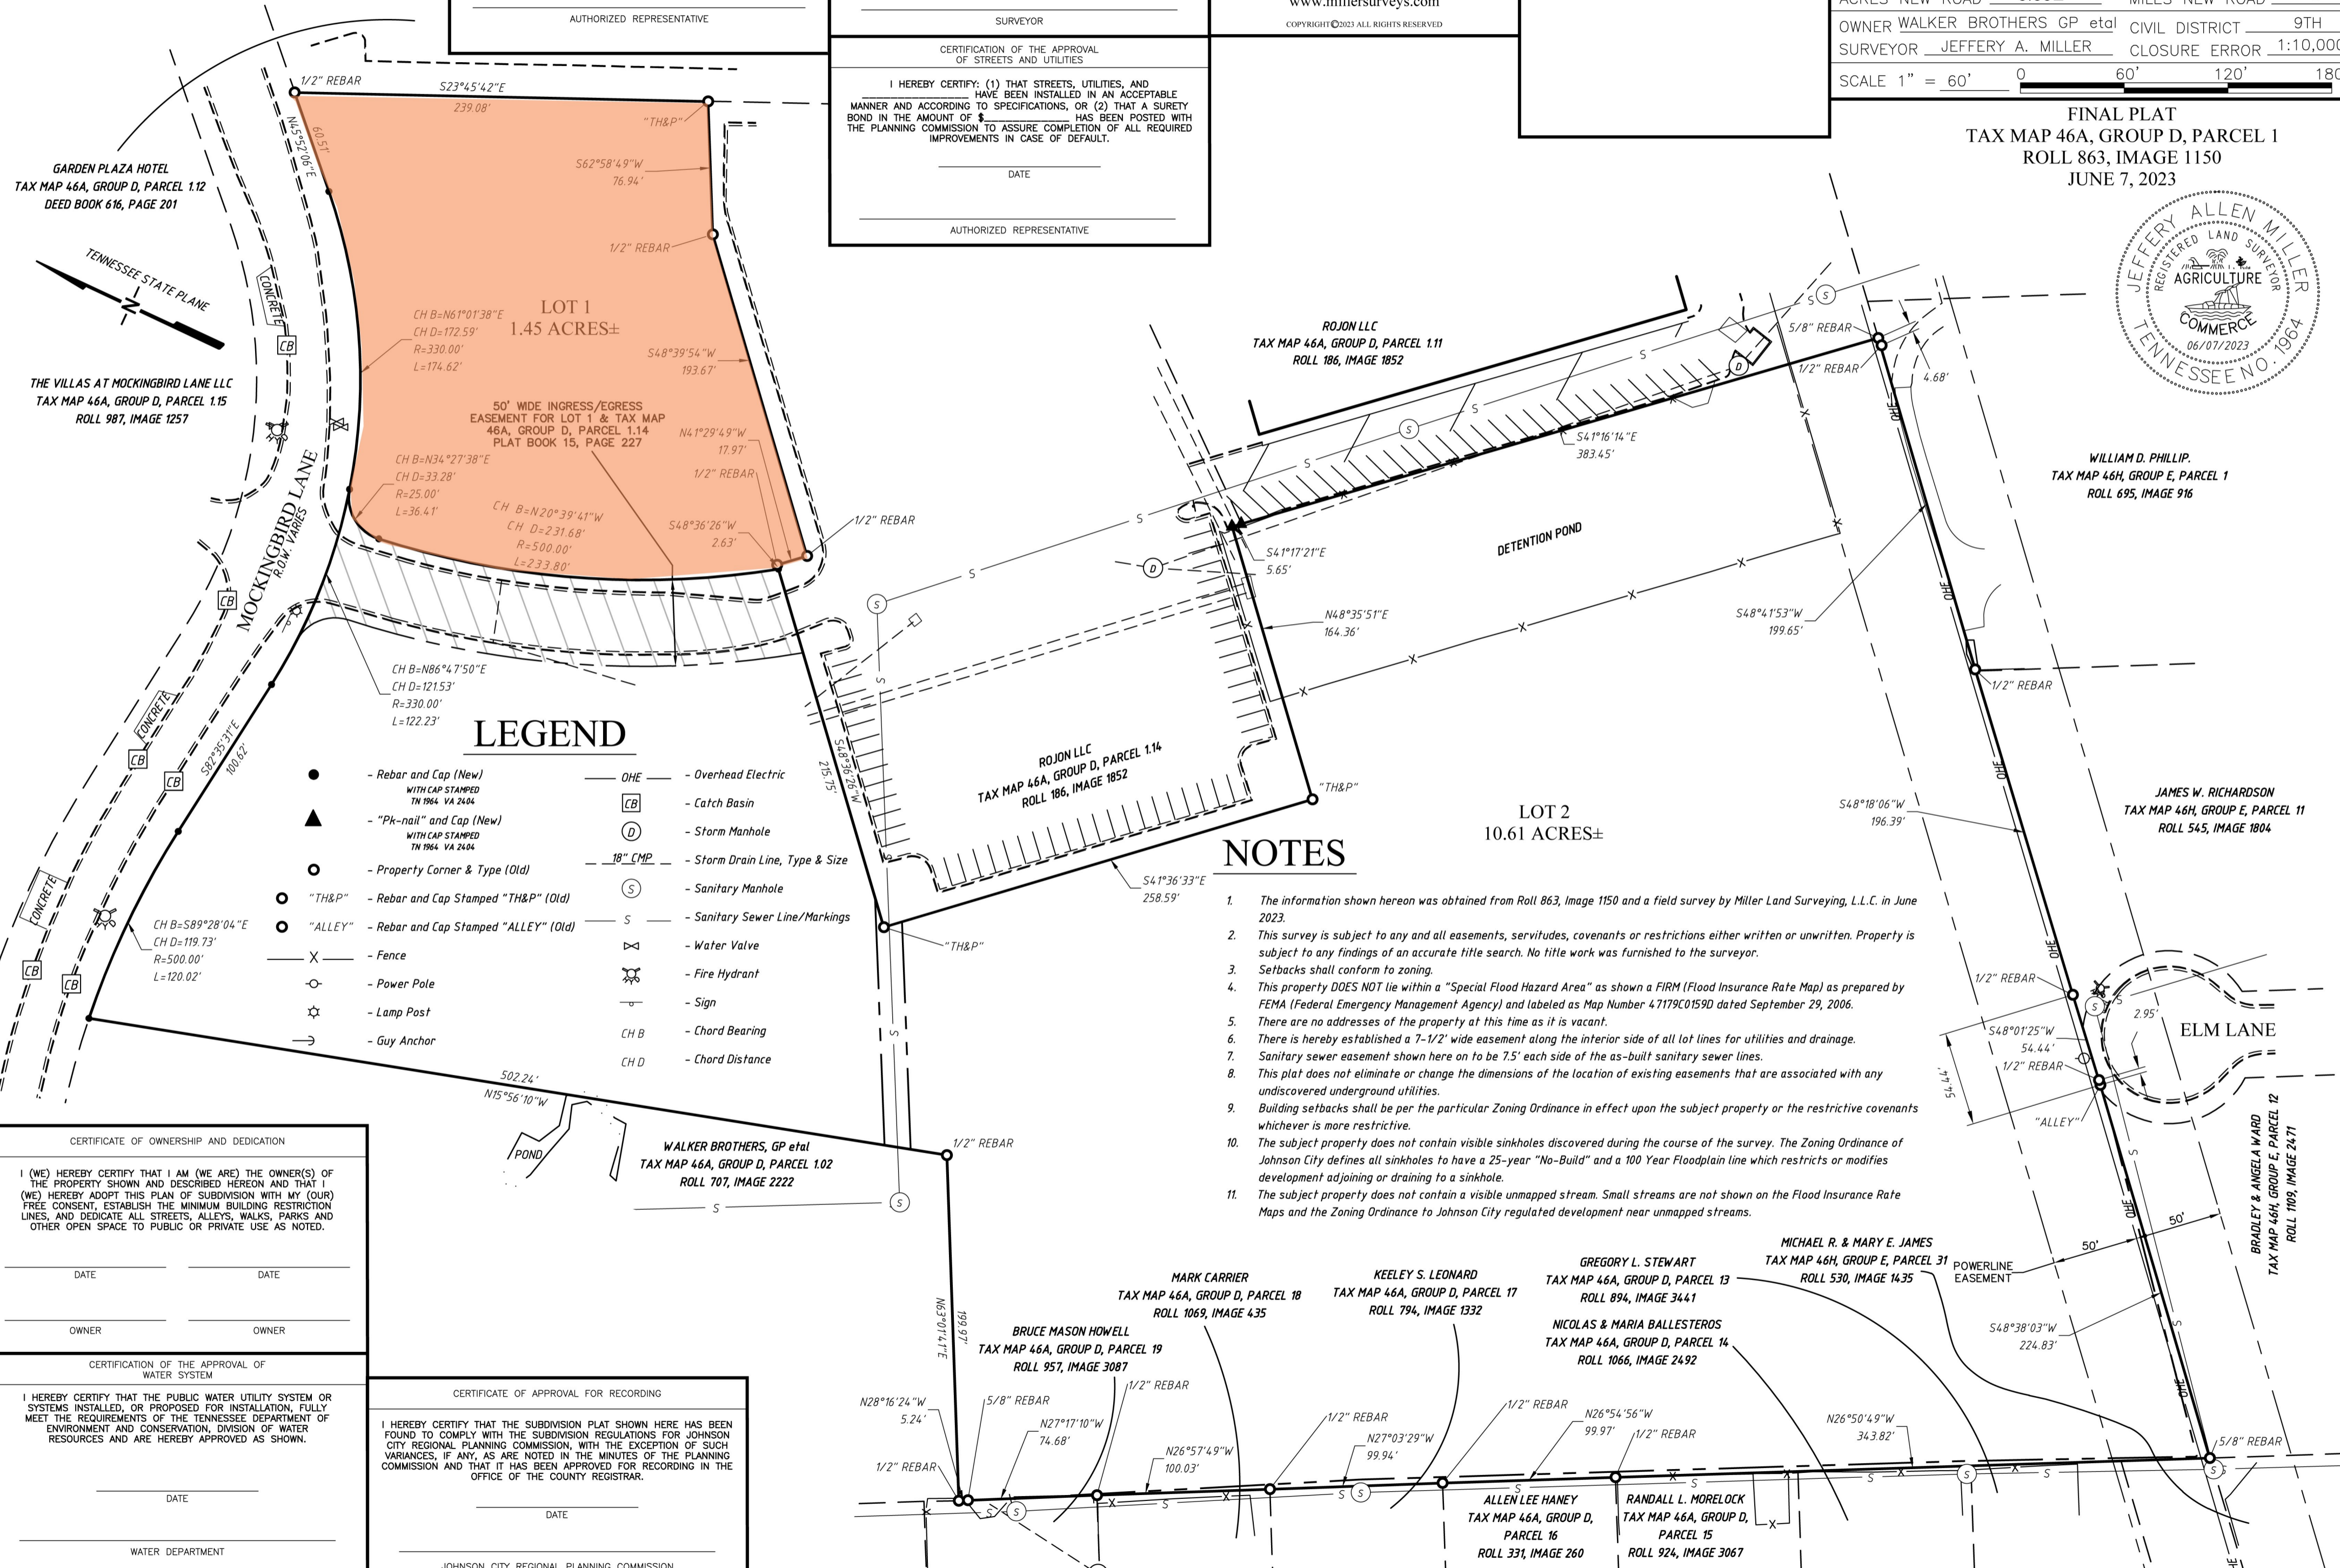 AUTHORIZED REPRESENTATIVE
SURVEYOR
www.millersurveys.com
COPYRIGHT©2023 ALL RIGHTS RESERVED
OWNER WALKER BROTHERS GP etal CIVIL DISTRICT 9TH
SURVEYOR JEFFERY A. MILLER CLOSURE ERROR 1:10,000
SCALE 1" = 60' 0 60' 120' 180
CERTIFICATION OF THE APPROVAL
OF STREETS AND UTILITIES
I HEREBY CERTIFY: (1) THAT STREETS, UTILITIES, AND
HAVE BEEN INSTALLED IN AN ACCEPTABLE
MANNER AND ACCORDING TO SPECIFICATIONS, OR (2) THAT A SURETY
BOND IN THE AMOUNT OF $____________ HAS BEEN POSTED WITH
THE PLANNING COMMISSION TO ASSURE COMPLETION OF ALL REQUIRED
IMPROVEMENTS IN CASE OF DEFAULT.
DATE
AUTHORIZED REPRESENTATIVE
FINAL PLAT
TAX MAP 46A, GROUP D, PARCEL 1
ROLL 863, IMAGE 1150
JUNE 7, 2023
JEFFERY ALLEN MILLER
REGISTERED LAND SURVEYOR
AGRICULTURE
COMMERCE
06/07/2023
TENNESSEE NO. 1964
1/2" REBAR
S23°45'42"E
239.08'
"TH&P"
N45°52'06"E
60.51'
S62°58'49"W
76.94'
1/2" REBAR
GARDEN PLAZA HOTEL
TAX MAP 46A, GROUP D, PARCEL 1.12
DEED BOOK 616, PAGE 201
TENNESSEE STATE PLANE
N
CONCRETE
CB
THE VILLAS AT MOCKINGBIRD LANE LLC
TAX MAP 46A, GROUP D, PARCEL 1.15
ROLL 987, IMAGE 1257
LOT 1
1.45 ACRES±
CH B=N61°01'38"E
CH D=172.59'
R=330.00'
L=174.62'
S48°39'54"W
193.67'
50' WIDE INGRESS/EGRESS
EASEMENT FOR LOT 1 & TAX MAP
46A, GROUP D, PARCEL 1.14
PLAT BOOK 15, PAGE 227
N41°29'49"W
17.97'
1/2" REBAR
CH B=N34°27'38"E
CH D=33.28'
R=25.00'
L=36.41'
CH B=N20°39'41"W
CH D=231.68'
R=500.00'
L=233.80'
S48°36'26"W
2.63'
1/2" REBAR
MOCKINGBIRD LANE
R.O.W. VARIES
CB
CH B=N86°47'50"E
CH D=121.53'
R=330.00'
L=122.23'
CONCRETE
CB
CB
S82°35'31"E
100.62'
CONCRETE
CB
CB
CH B=S89°28'04"E
CH D=119.73'
R=500.00'
L=120.02'
ROJON LLC
TAX MAP 46A, GROUP D, PARCEL 1.11
ROLL 186, IMAGE 1852
S
S
S
S
S
S
S
S
D
5/8" REBAR
1/2" REBAR
4.68'
OHE
S41°16'14"E
383.45'
DETENTION POND
X
X
X
X
X
X
X
S41°17'21"E
5.65'
D
N48°35'51"E
164.36'
S48°41'53"W
199.65'
OHE
1/2" REBAR
WILLIAM D. PHILLIP.
TAX MAP 46H, GROUP E, PARCEL 1
ROLL 695, IMAGE 916
S
S
S48°36'26"W
215.75'
ROJON LLC
TAX MAP 46A, GROUP D, PARCEL 1.14
ROLL 186, IMAGE 1852
"TH&P"
S41°36'33"E
258.59'
"TH&P"
S
LOT 2
10.61 ACRES±
S48°18'06"W
196.39'
OHE
OHE
JAMES W. RICHARDSON
TAX MAP 46H, GROUP E, PARCEL 11
ROLL 545, IMAGE 1804
LEGEND
- Rebar and Cap (New)
WITH CAP STAMPED
TN 1964 VA 2404
- "Pk-nail" and Cap (New)
WITH CAP STAMPED
TN 1964 VA 2404
- Property Corner & Type (Old)
"TH&P" - Rebar and Cap Stamped "TH&P" (Old)
"ALLEY" - Rebar and Cap Stamped "ALLEY" (Old)
X - Fence
- Power Pole
- Lamp Post
- Guy Anchor
OHE - Overhead Electric
CB - Catch Basin
D - Storm Manhole
18" CMP - Storm Drain Line, Type & Size
S - Sanitary Manhole
S - Sanitary Sewer Line/Markings
- Water Valve
- Fire Hydrant
- Sign
CH B - Chord Bearing
CH D - Chord Distance
NOTES
1. The information shown hereon was obtained from Roll 863, Image 1150 and a field survey by Miller Land Surveying, L.L.C. in June
2023.
2. This survey is subject to any and all easements, servitudes, covenants or restrictions either written or unwritten. Property is
subject to any findings of an accurate title search. No title work was furnished to the surveyor.
3. Setbacks shall conform to zoning.
4. This property DOES NOT lie within a "Special Flood Hazard Area" as shown a FIRM (Flood Insurance Rate Map) as prepared by
FEMA (Federal Emergency Management Agency) and labeled as Map Number 47179C0159D dated September 29, 2006.
5. There are no addresses of the property at this time as it is vacant.
6. There is hereby established a 7-1/2' wide easement along the interior side of all lot lines for utilities and drainage.
7. Sanitary sewer easement shown here on to be 7.5' each side of the as-built sanitary sewer lines.
8. This plat does not eliminate or change the dimensions of the location of existing easements that are associated with any
undiscovered underground utilities.
9. Building setbacks shall be per the particular Zoning Ordinance in effect upon the subject property or the restrictive covenants
whichever is more restrictive.
10. The subject property does not contain visible sinkholes discovered during the course of the survey. The Zoning Ordinance of
Johnson City defines all sinkholes to have a 25-year "No-Build" and a 100 Year Floodplain line which restricts or modifies
development adjoining or draining to a sinkhole.
11. The subject property does not contain a visible unmapped stream. Small streams are not shown on the Flood Insurance Rate
Maps and the Zoning Ordinance to Johnson City regulated development near unmapped streams.
1/2" REBAR
S
2.95'
S48°01'25"W
54.44'
1/2" REBAR
54.44'
"ALLEY"
ELM LANE
BRADLEY & ANGELA WARD
TAX MAP 46H, GROUP E, PARCEL 12
ROLL 1109, IMAGE 2471
502.24'
N15°56'10"W
POND
WALKER BROTHERS, GP etal
TAX MAP 46A, GROUP D, PARCEL 1.02
ROLL 707, IMAGE 2222
S
S
1/2" REBAR
N63°01'41"E
199.97'
50'
50'
POWERLINE
EASEMENT
OHE
S48°38'03"W
224.83'
OHE
MICHAEL R. & MARY E. JAMES
TAX MAP 46H, GROUP E, PARCEL 31
ROLL 530, IMAGE 1435
GREGORY L. STEWART
TAX MAP 46A, GROUP D, PARCEL 13
ROLL 894, IMAGE 3441
NICOLAS & MARIA BALLESTEROS
TAX MAP 46A, GROUP D, PARCEL 14
ROLL 1066, IMAGE 2492
KEELEY S. LEONARD
TAX MAP 46A, GROUP D, PARCEL 17
ROLL 794, IMAGE 1332
MARK CARRIER
TAX MAP 46A, GROUP D, PARCEL 18
ROLL 1069, IMAGE 435
BRUCE MASON HOWELL
TAX MAP 46A, GROUP D, PARCEL 19
ROLL 957, IMAGE 3087
N28°16'24"W
5.24'
5/8" REBAR
1/2" REBAR
N27°17'10"W
74.68'
1/2" REBAR
N26°57'49"W
100.03'
1/2" REBAR
N27°03'29"W
99.94'
1/2" REBAR
N26°54'56"W
99.97'
1/2" REBAR
N26°50'49"W
343.82'
5/8" REBAR
ALLEN LEE HANEY
TAX MAP 46A, GROUP D,
PARCEL 16
ROLL 331, IMAGE 260
RANDALL L. MORELOCK
TAX MAP 46A, GROUP D,
PARCEL 15
ROLL 924, IMAGE 3067
CERTIFICATE OF OWNERSHIP AND DEDICATION
I (WE) HEREBY CERTIFY THAT I AM (WE ARE) THE OWNER(S) OF
THE PROPERTY SHOWN AND DESCRIBED HEREON AND THAT I
(WE) HEREBY ADOPT THIS PLAN OF SUBDIVISION WITH MY (OUR)
FREE CONSENT, ESTABLISH THE MINIMUM BUILDING RESTRICTION
LINES, AND DEDICATE ALL STREETS, ALLEYS, WALKS, PARKS AND
OTHER OPEN SPACE TO PUBLIC OR PRIVATE USE AS NOTED.
DATE DATE
OWNER OWNER
CERTIFICATION OF THE APPROVAL OF
WATER SYSTEM
I HEREBY CERTIFY THAT THE PUBLIC WATER UTILITY SYSTEM OR
SYSTEMS INSTALLED, OR PROPOSED FOR INSTALLATION, FULLY
MEET THE REQUIREMENTS OF THE TENNESSEE DEPARTMENT OF
ENVIRONMENT AND CONSERVATION, DIVISION OF WATER
RESOURCES AND ARE HEREBY APPROVED AS SHOWN.
DATE
WATER DEPARTMENT
CERTIFICATE OF APPROVAL FOR RECORDING
I HEREBY CERTIFY THAT THE SUBDIVISION PLAT SHOWN HERE HAS BEEN
FOUND TO COMPLY WITH THE SUBDIVISION REGULATIONS FOR JOHNSON
CITY REGIONAL PLANNING COMMISSION, WITH THE EXCEPTION OF SUCH
VARIANCES, IF ANY, AS ARE NOTED IN THE MINUTES OF THE PLANNING
COMMISSION AND THAT IT HAS BEEN APPROVED FOR RECORDING IN THE
OFFICE OF THE COUNTY REGISTRAR.
DATE
JOHNSON CITY REGIONAL PLANNING COMMISSION